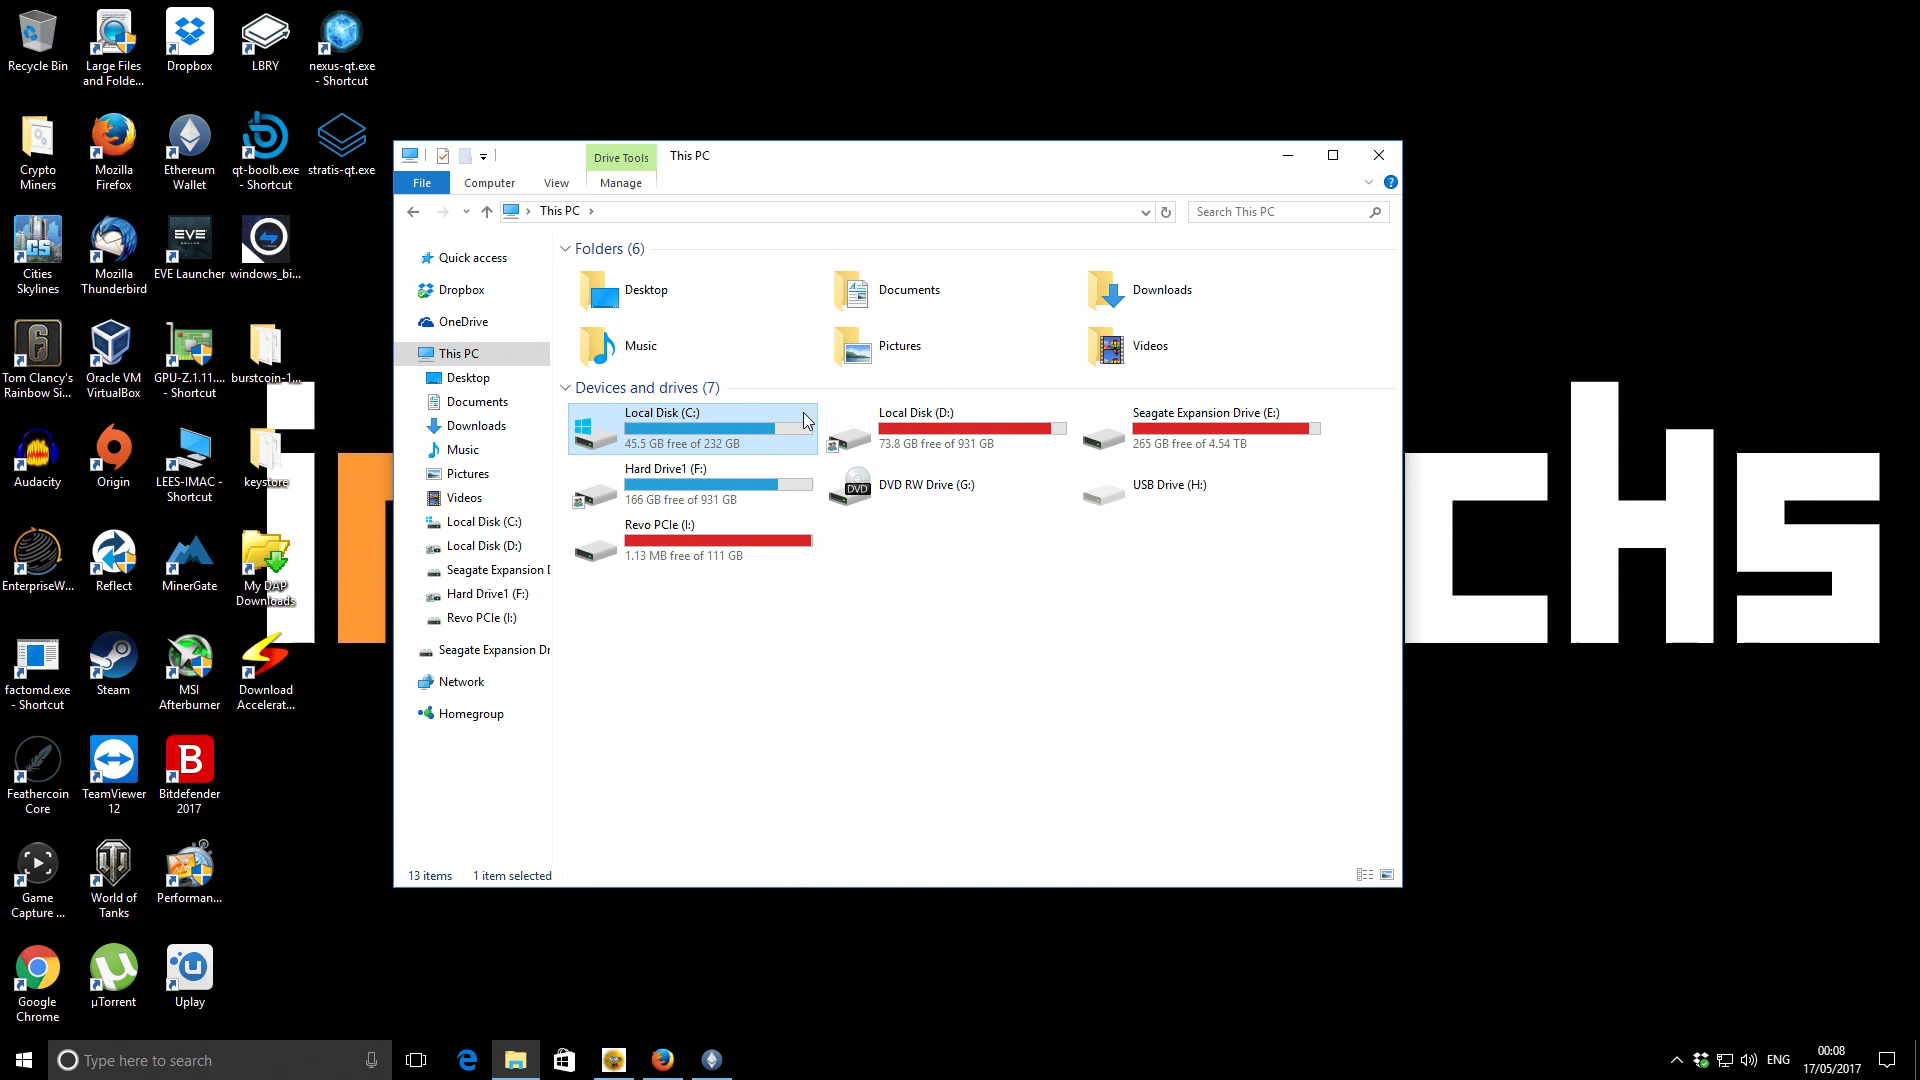 Recycle Bin
Large Files
and Folde...
Dropbox
LBRY
nexus-qt.exe
- Shortcut
Crypto
Miners
Mozilla
Firefox
Ethereum
Wallet
qt-boolb.exe
- Shortcut
stratis-qt.exe
Cities
Skylines
Mozilla
Thunderbird
EVE Launcher
windows_bi...
Tom Clancy's
Rainbow Si...
Oracle VM
VirtualBox
GPU-Z.1.11....
- Shortcut
burstcoin-1...
Audacity
Origin
LEES-IMAC -
Shortcut
keystore
EnterpriseW...
Reflect
MinerGate
My DAP
Downloads
factomd.exe
- Shortcut
Steam
MSI
Afterburner
Download
Accelerat...
Feathercoin
Core
TeamViewer
12
Bitdefender
2017
Game
Capture ...
World of
Tanks
Performan...
Google
Chrome
µTorrent
Uplay
Drive Tools
This PC
File
Computer
View
Manage
This PC
Search This PC
Quick access
Dropbox
OneDrive
This PC
Desktop
Documents
Downloads
Music
Pictures
Videos
Local Disk (C:)
Local Disk (D:)
Seagate Expansion D
Hard Drive1 (F:)
Revo PCIe (I:)
Seagate Expansion Dr
Network
Homegroup
Folders (6)
Desktop
Documents
Downloads
Music
Pictures
Videos
Devices and drives (7)
Local Disk (C:)
45.5 GB free of 232 GB
Local Disk (D:)
73.8 GB free of 931 GB
Seagate Expansion Drive (E:)
265 GB free of 4.54 TB
Hard Drive1 (F:)
166 GB free of 931 GB
DVD
DVD RW Drive (G:)
USB Drive (H:)
Revo PCIe (I:)
1.13 MB free of 111 GB
13 items
1 item selected
chs
Type here to search
ENG
00:08
17/05/2017